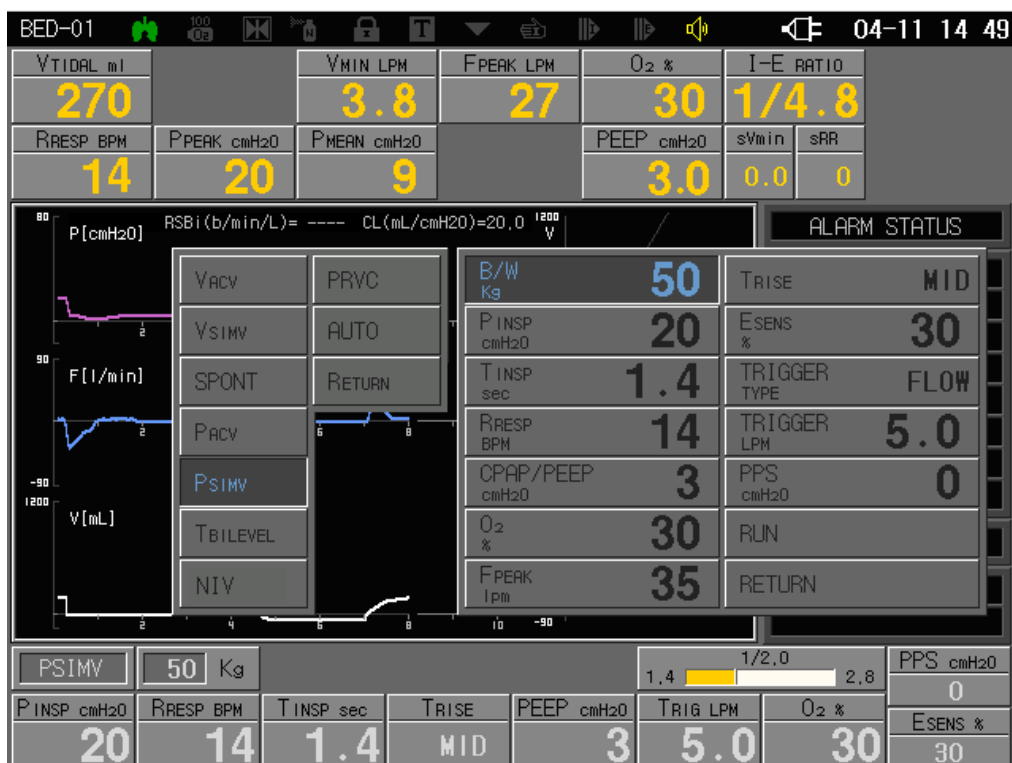 BED-01 100 O2 T 04-11 14 49
VTIDAL ml VMIN LPM FPEAK LPM O2 % I-E RATIO
270 3.8 27 30 1/4.8
RRESP BPM PPEAK cmH2O PMEAN cmH2O PEEP cmH2O sVmin sRR
14 20 9 3.0 0.0 0
80 P[cmH2O] RSBi(b/min/L)= ---- CL(mL/cmH2O)=20,0 1200 V ALARM STATUS
VACV PRVC
VSIMV AUTO
SPONT RETURN
PACV
PSIMV
TBILEVEL
NIV
B/W Kg 50 TRISE MID
PINSP cmH2O 20 ESENS % 30
TINSP sec 1.4 TRIGGER TYPE FLOW
RRESP BPM 14 TRIGGER LPM 5.0
CPAP/PEEP cmH2O 3 PPS cmH2O 0
O2 % 30 RUN
FPEAK lpm 35 RETURN
2
90
F[l/min]
2 6 8
-90
1200
V[mL]
2 4 6 8 10 -90
PSIMV 50 Kg 1/2,0 PPS cmH2O
1,4 2,8 0
PINSP cmH2O RRESP BPM TINSP sec TRISE PEEP cmH2O TRIG LPM O2 % ESENS %
20 14 1.4 MID 3 5.0 30 30